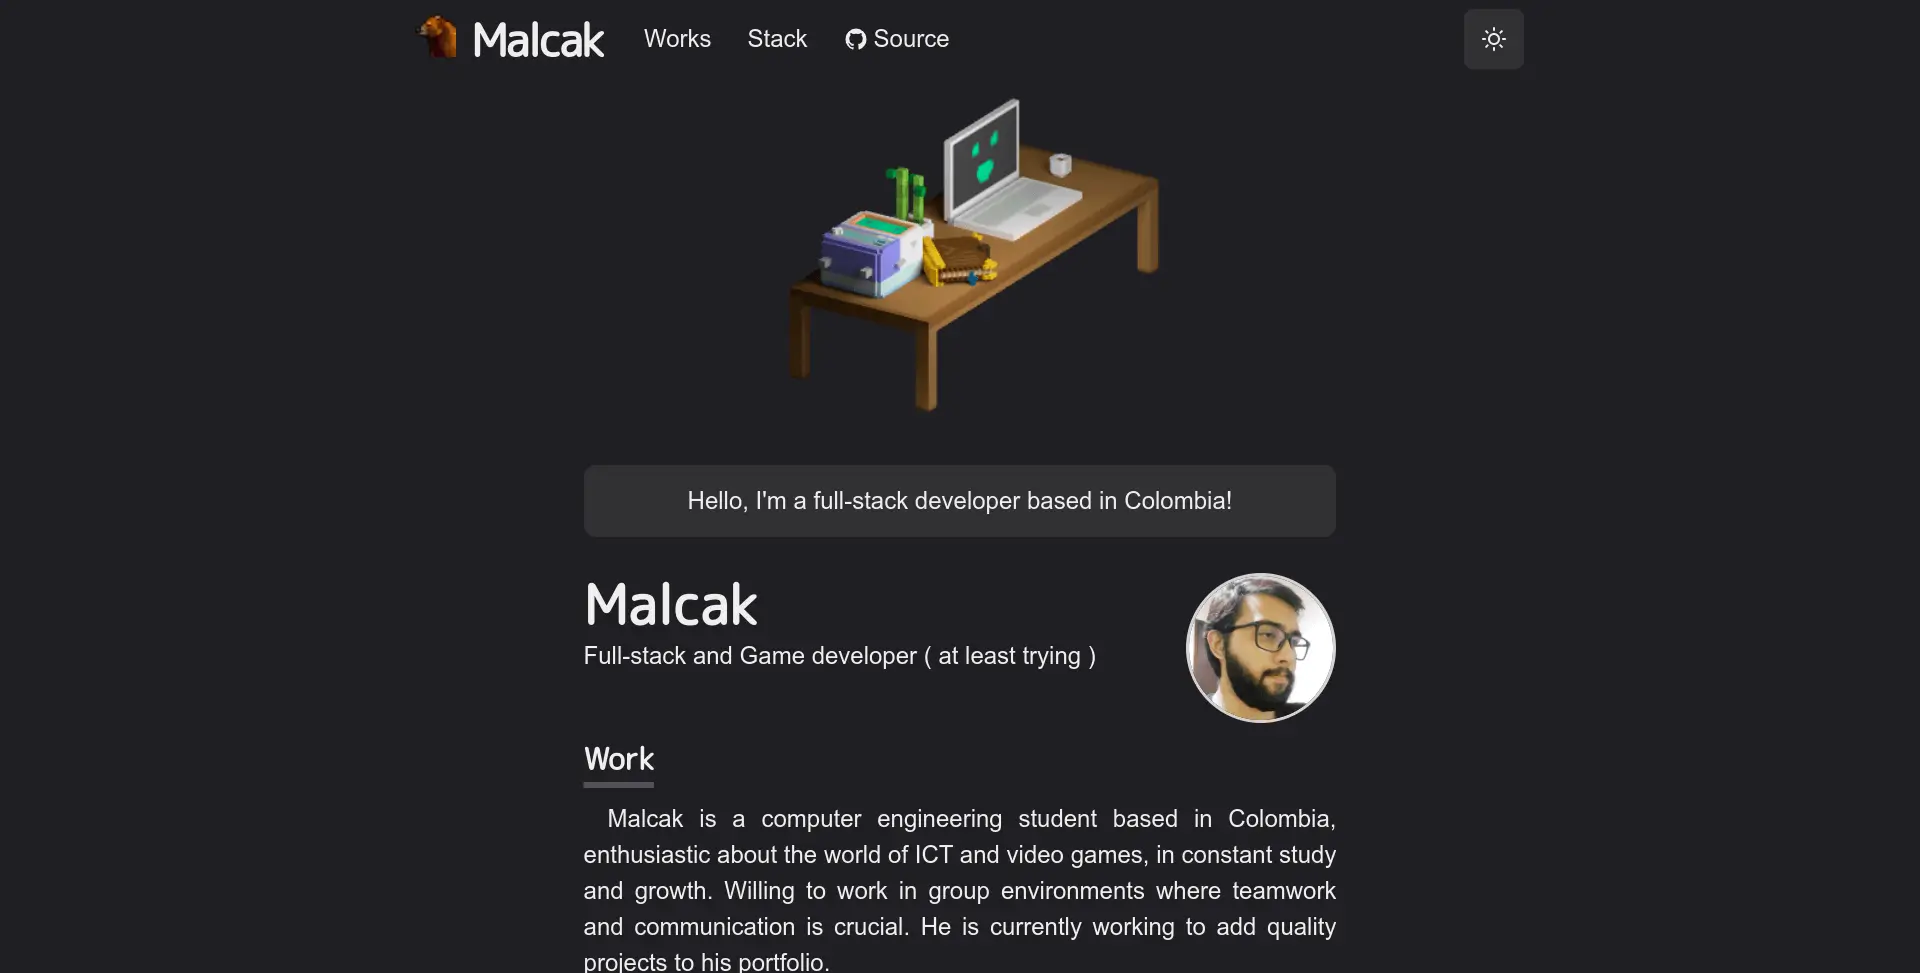 Malcak Works Stack Source
Hello, I'm a full-stack developer based in Colombia!
Malcak
Full-stack and Game developer ( at least trying )
Work
Malcak is a computer engineering student based in Colombia,
enthusiastic about the world of ICT and video games, in constant study
and growth. Willing to work in group environments where teamwork
and communication is crucial. He is currently working to add quality
projects to his portfolio.